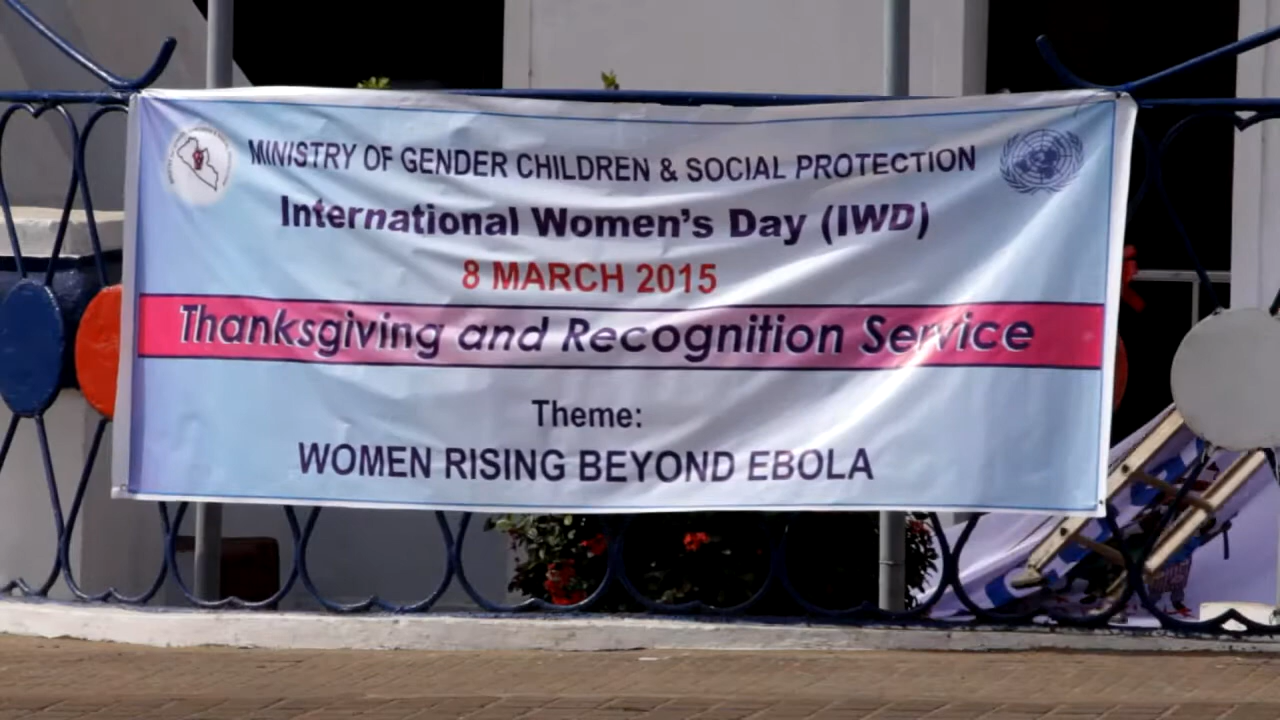 MINISTRY OF GENDER CHILDREN & SOCIAL PROTECTION
International Women's Day (IWD)
8 MARCH 2015
Thanksgiving and Recognition Service
Theme:
WOMEN RISING BEYOND EBOLA